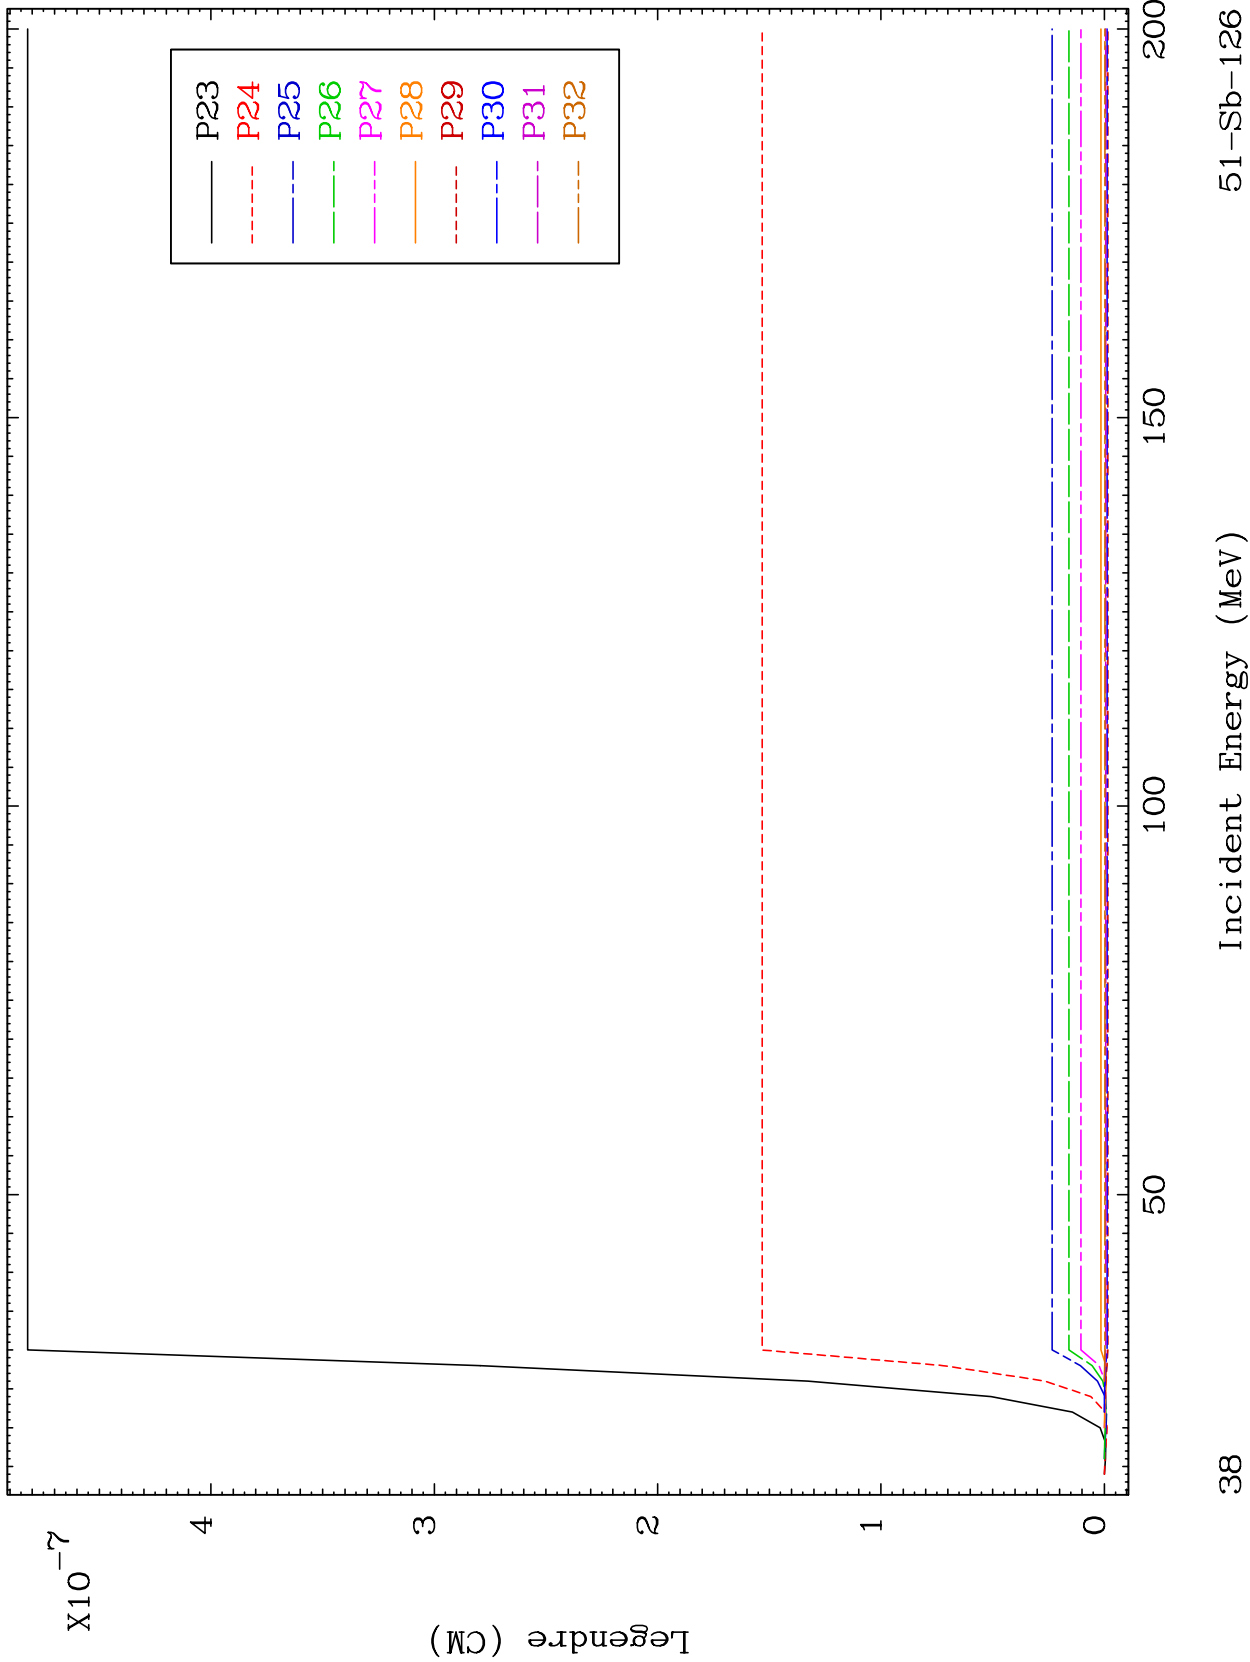 X10^-7
Legendre (CM)
4
3
2
1
0
P23
P24
P25
P26
P27
P28
P29
P30
P31
P32
50
100
150
200
Incident Energy (MeV)
38
51-Sb-126